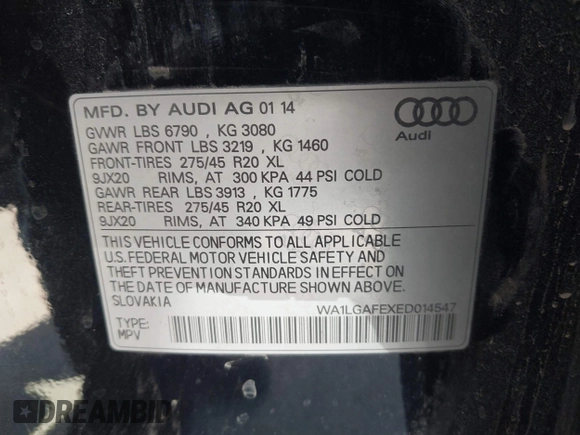 MFD. BY AUDI AG 01 14
GVWR LBS 6790 , KG 3080
GAWR FRONT LBS 3219 , KG 1460
FRONT-TIRES 275/45 R20 XL
9JX20 RIMS, AT 300 KPA 44 PSI COLD
GAWR REAR LBS 3913 , KG 1775
REAR-TIRES 275/45 R20 XL
9JX20 RIMS, AT 340 KPA 49 PSI COLD
Audi
THIS VEHICLE CONFORMS TO ALL APPLICABLE
U.S. FEDERAL MOTOR VEHICLE SAFETY AND
THEFT PREVENTION STANDARDS IN EFFECT ON
THE DATE OF MANUFACTURE SHOWN ABOVE.
SLOVAKIA
WA1LGAFEXED014547
TYPE:
MPV
DREAMBID